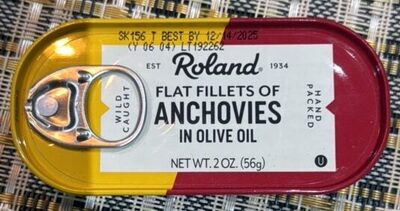 SK156 T BEST BY 12/14/2025
(Y 06 04) LT192262
EST Roland® 1934
FLAT FILLETS OF
ANCHOVIES
IN OLIVE OIL
WILD
CAUGHT
HAND
PACKED
NET WT. 2 OZ. (56g)
U